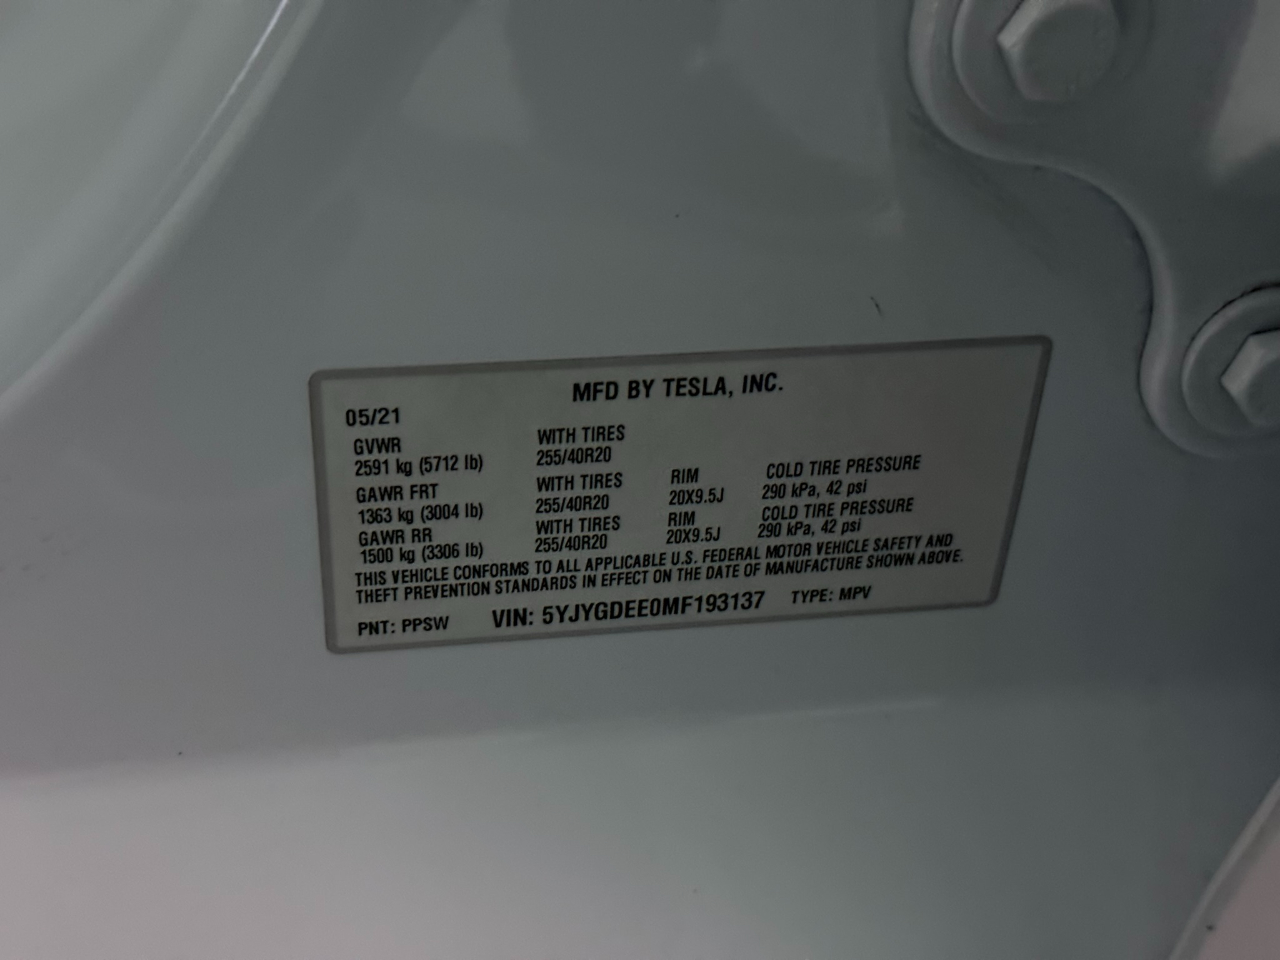 MFD BY TESLA, INC.
05/21
GVWR WITH TIRES
2591 kg (5712 lb) 255/40R20
GAWR FRT WITH TIRES RIM COLD TIRE PRESSURE
1363 kg (3004 lb) 255/40R20 20X9.5J 290 kPa, 42 psi
GAWR RR WITH TIRES RIM COLD TIRE PRESSURE
1500 kg (3306 lb) 255/40R20 20X9.5J 290 kPa, 42 psi
THIS VEHICLE CONFORMS TO ALL APPLICABLE U.S. FEDERAL MOTOR VEHICLE SAFETY AND
THEFT PREVENTION STANDARDS IN EFFECT ON THE DATE OF MANUFACTURE SHOWN ABOVE.
PNT: PPSW VIN: 5YJYGDEE0MF193137 TYPE: MPV